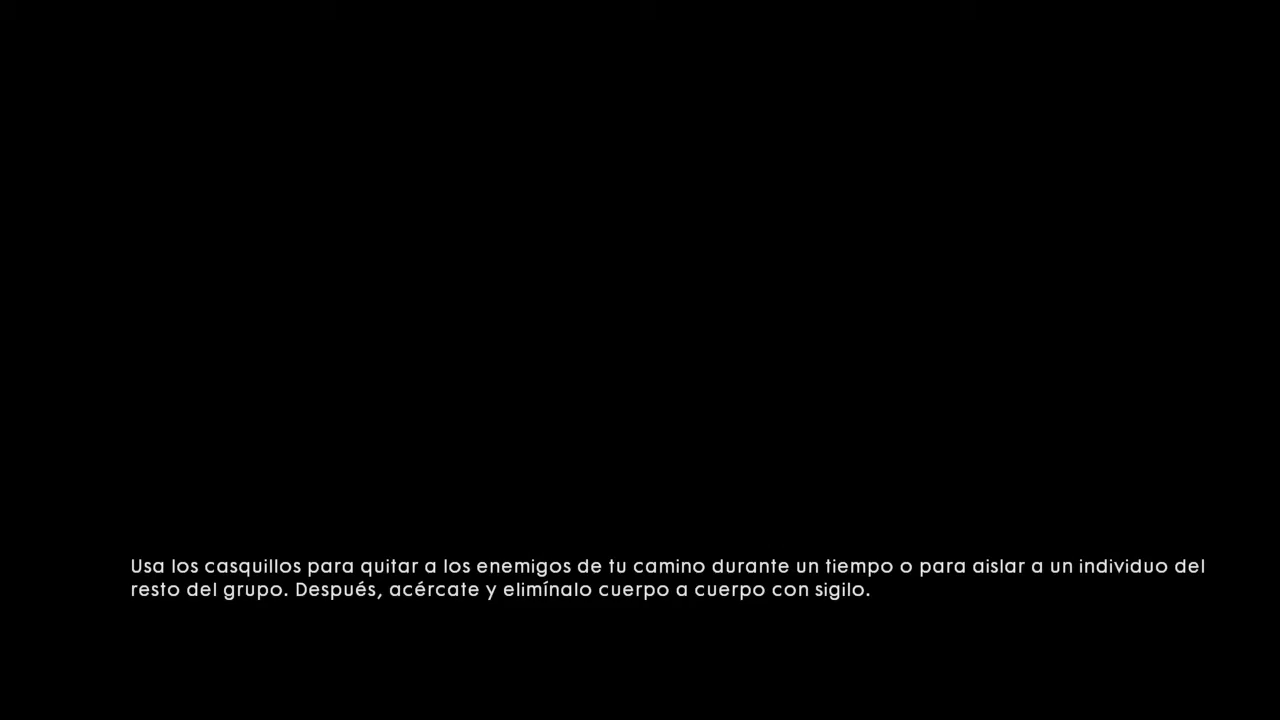 Usa los casquillos para quitar a los enemigos de tu camino durante un tiempo o para aislar a un individuo del
resto del grupo. Después, acércate y elimínalo cuerpo a cuerpo con sigilo.